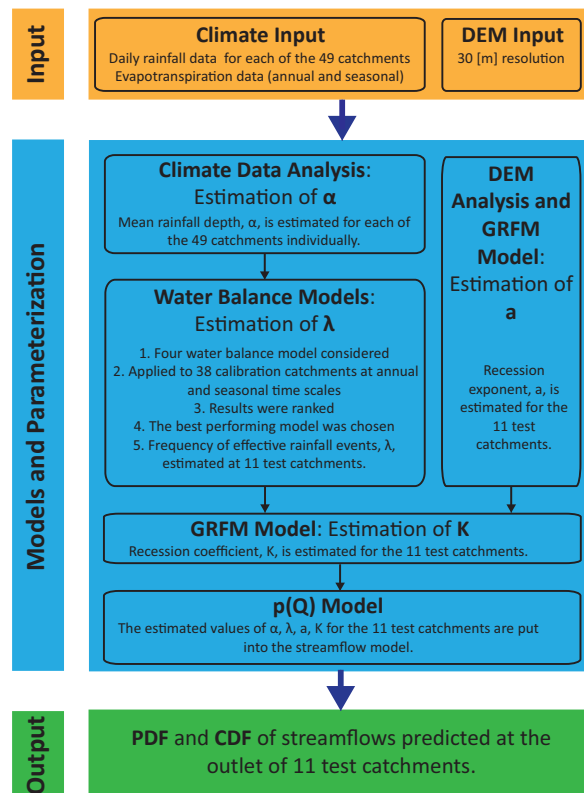 Input
Climate Input
Daily rainfall data for each of the 49 catchments
Evapotranspiration data (annual and seasonal)
DEM Input
30 [m] resolution
Models and Parameterization
Climate Data Analysis:
Estimation of α
Mean rainfall depth, α, is estimated for each of
the 49 catchments individually.
Water Balance Models:
Estimation of λ
1. Four water balance model considered
2. Applied to 38 calibration catchments at annual
and seasonal time scales
3. Results were ranked
4. The best performing model was chosen
5. Frequency of effective rainfall events, λ,
estimated at 11 test catchments.
DEM
Analysis and
GRFM
Model:
Estimation of
a
Recession
exponent, a, is
estimated for the
11 test
catchments.
GRFM Model: Estimation of K
Recession coefficient, K, is estimated for the 11 test catchments.
p(Q) Model
The estimated values of α, λ, a, K for the 11 test catchments are put
into the streamflow model.
Output
PDF and CDF of streamflows predicted at the
outlet of 11 test catchments.